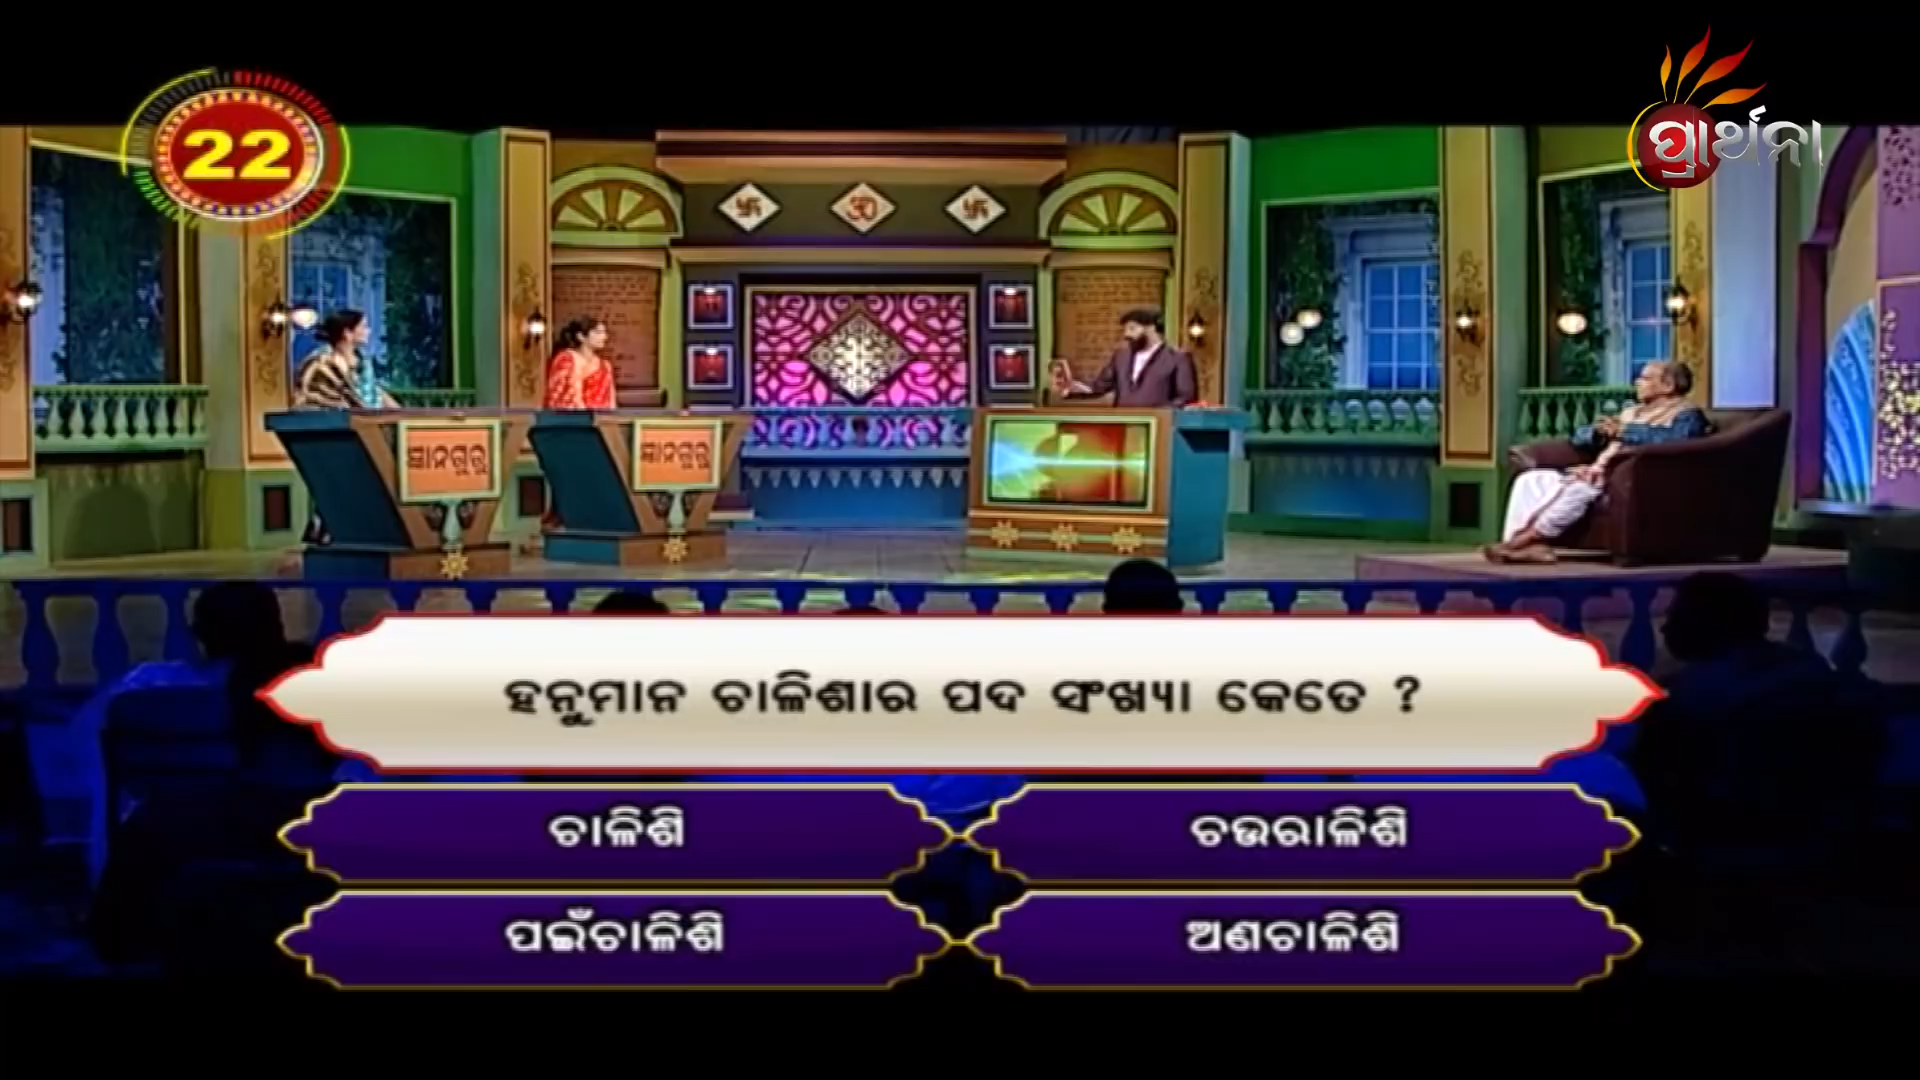 22
ପ୍ରାର୍ଥନା
ଜ୍ଞାନଗୁରୁ
ଜ୍ଞାନଗୁରୁ
ହନୁମାନ ଚାଳିଶାର ପଦ ସଂଖ୍ୟା କେତେ ?
ଚାଳିଶି
ଚଉରାଳିଶି
ପଇଁଚାଳିଶି
ଅଣଚାଳିଶି